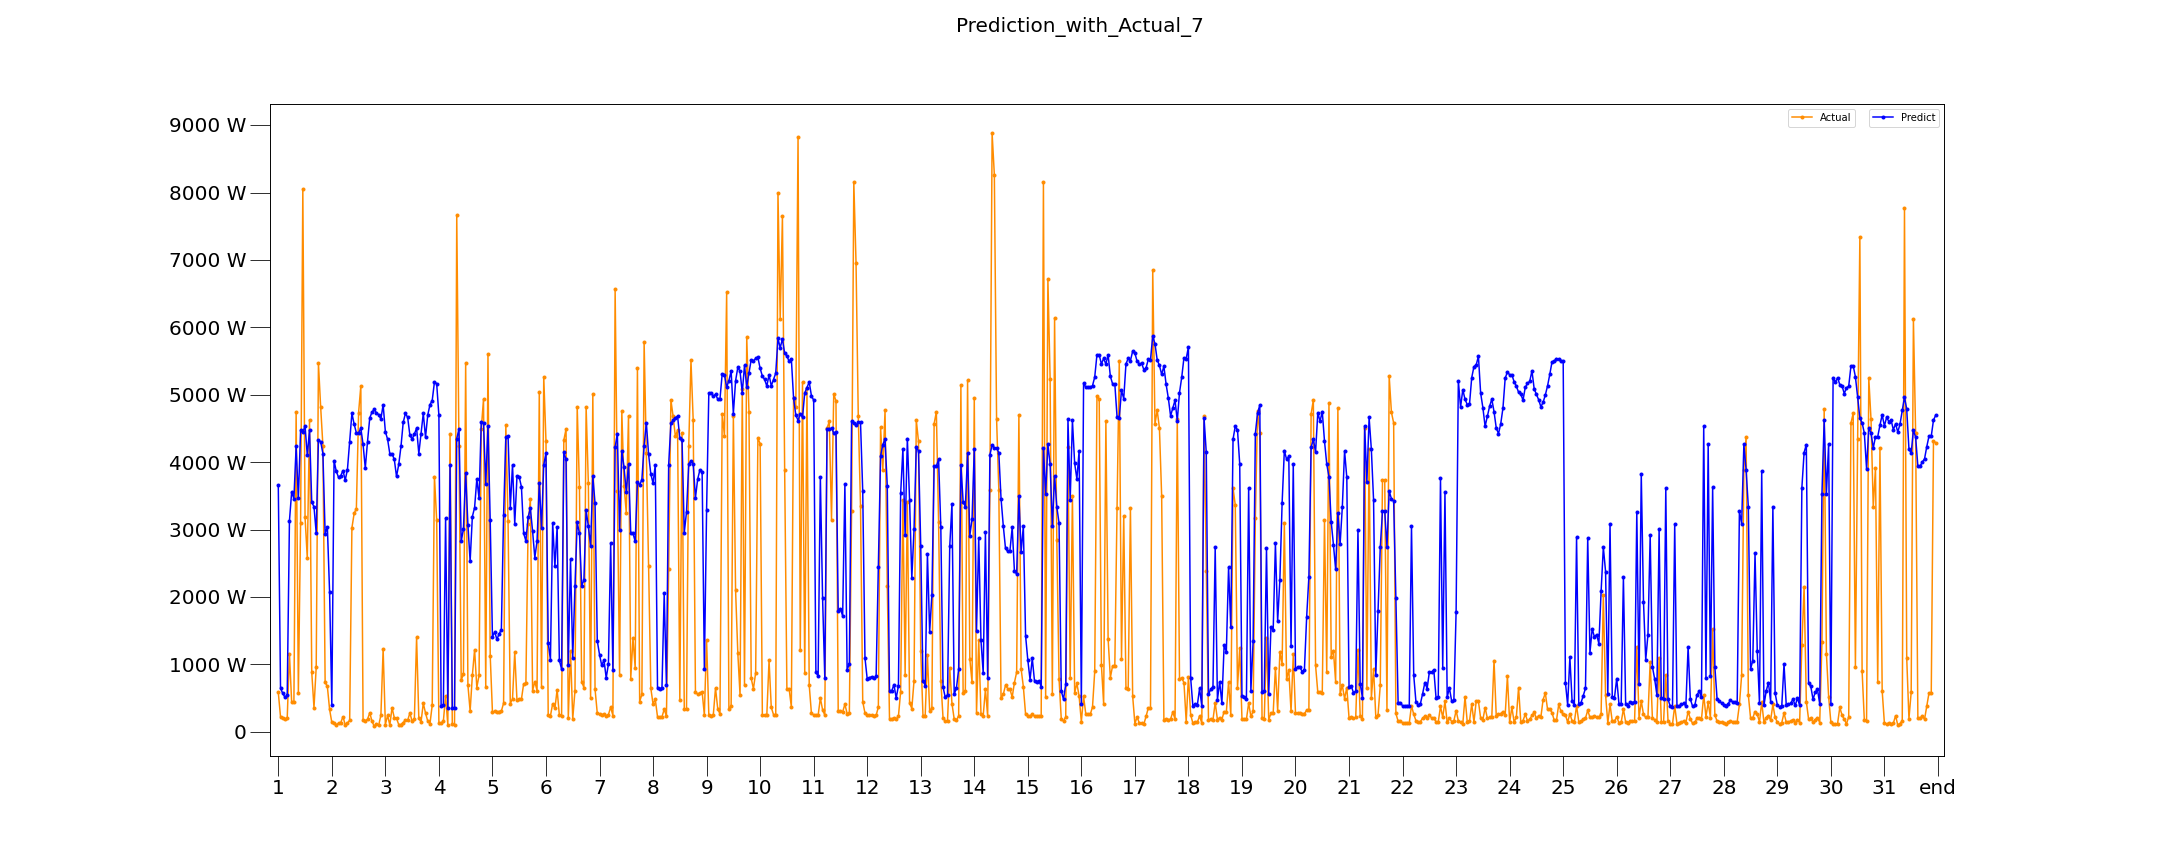 Prediction_with_Actual_7
Actual Predict
9000 W
8000 W
7000 W
6000 W
5000 W
4000 W
3000 W
2000 W
1000 W
0
1 2 3 4 5 6 7 8 9 10 11 12 13 14 15 16 17 18 19 20 21 22 23 24 25 26 27 28 29 30 31 end